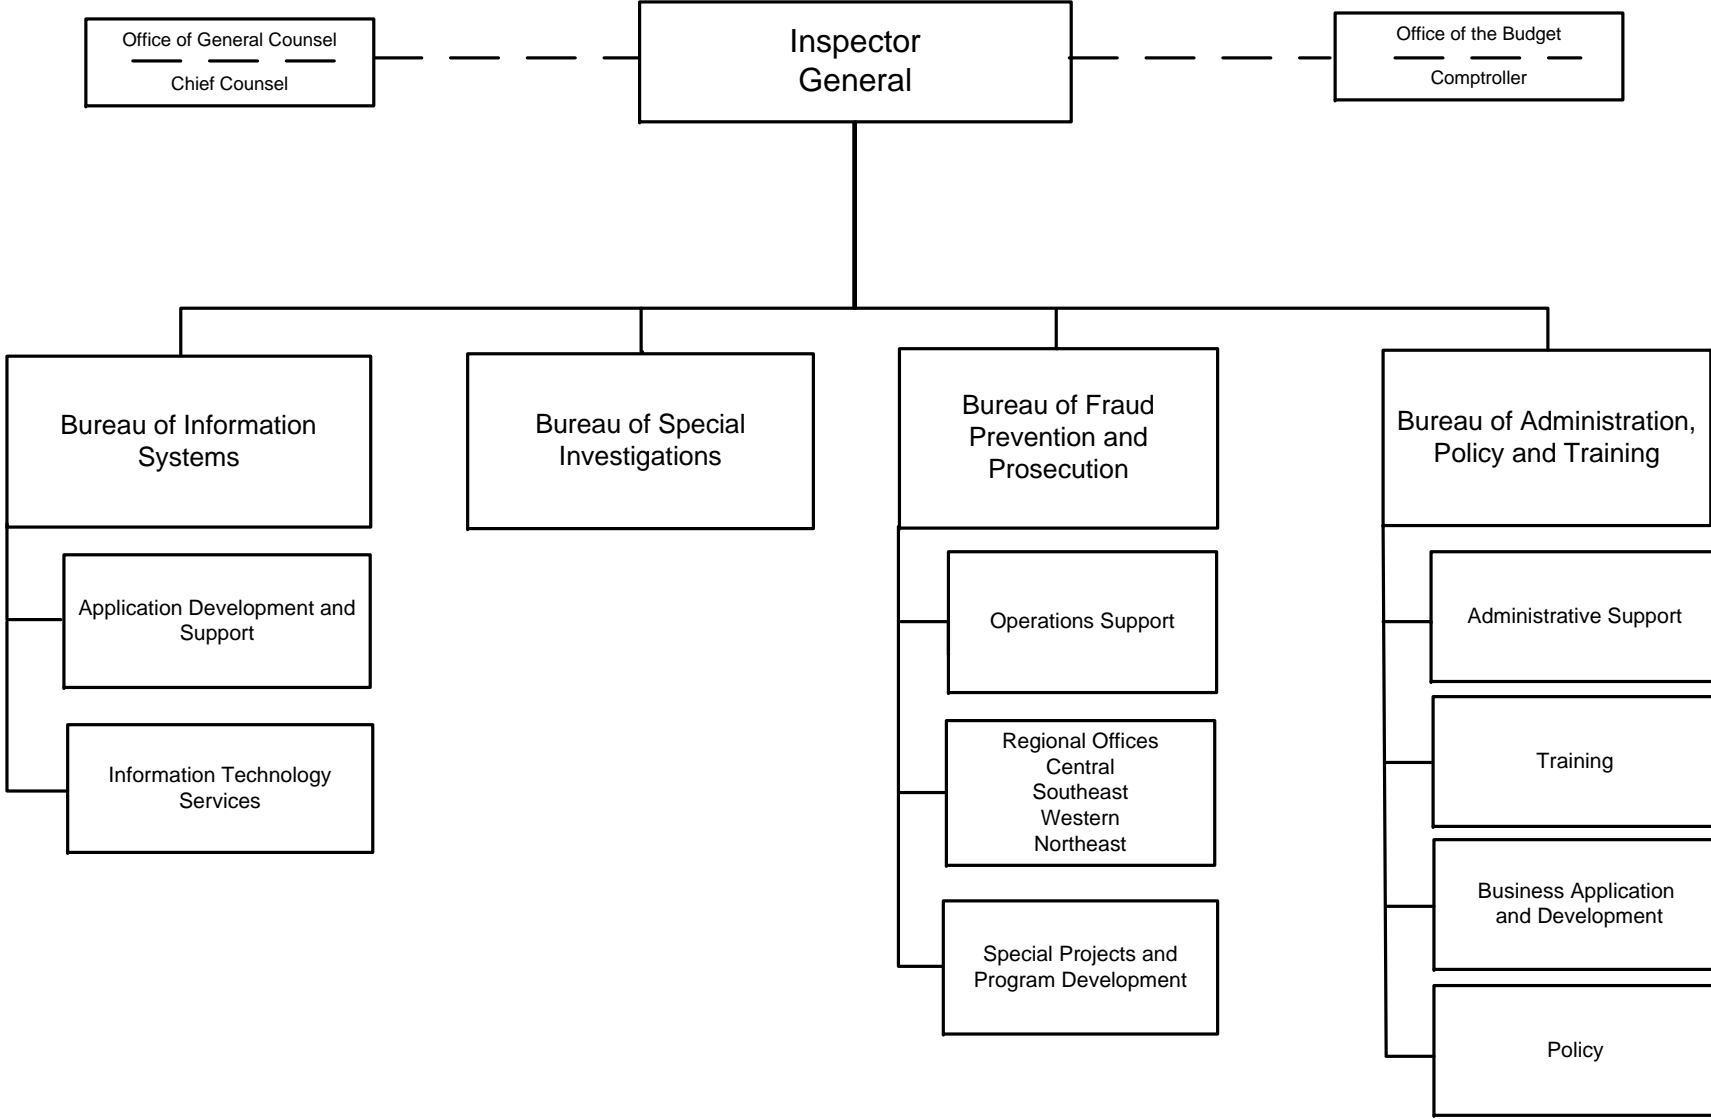 Office of General Counsel
Chief Counsel
Inspector
General
Office of the Budget
Comptroller
Bureau of Information
Systems
Bureau of Special
Investigations
Bureau of Fraud
Prevention and
Prosecution
Bureau of Administration,
Policy and Training
Application Development and
Support
Information Technology
Services
Operations Support
Regional Offices
Central
Southeast
Western
Northeast
Special Projects and
Program Development
Administrative Support
Training
Business Application
and Development
Policy